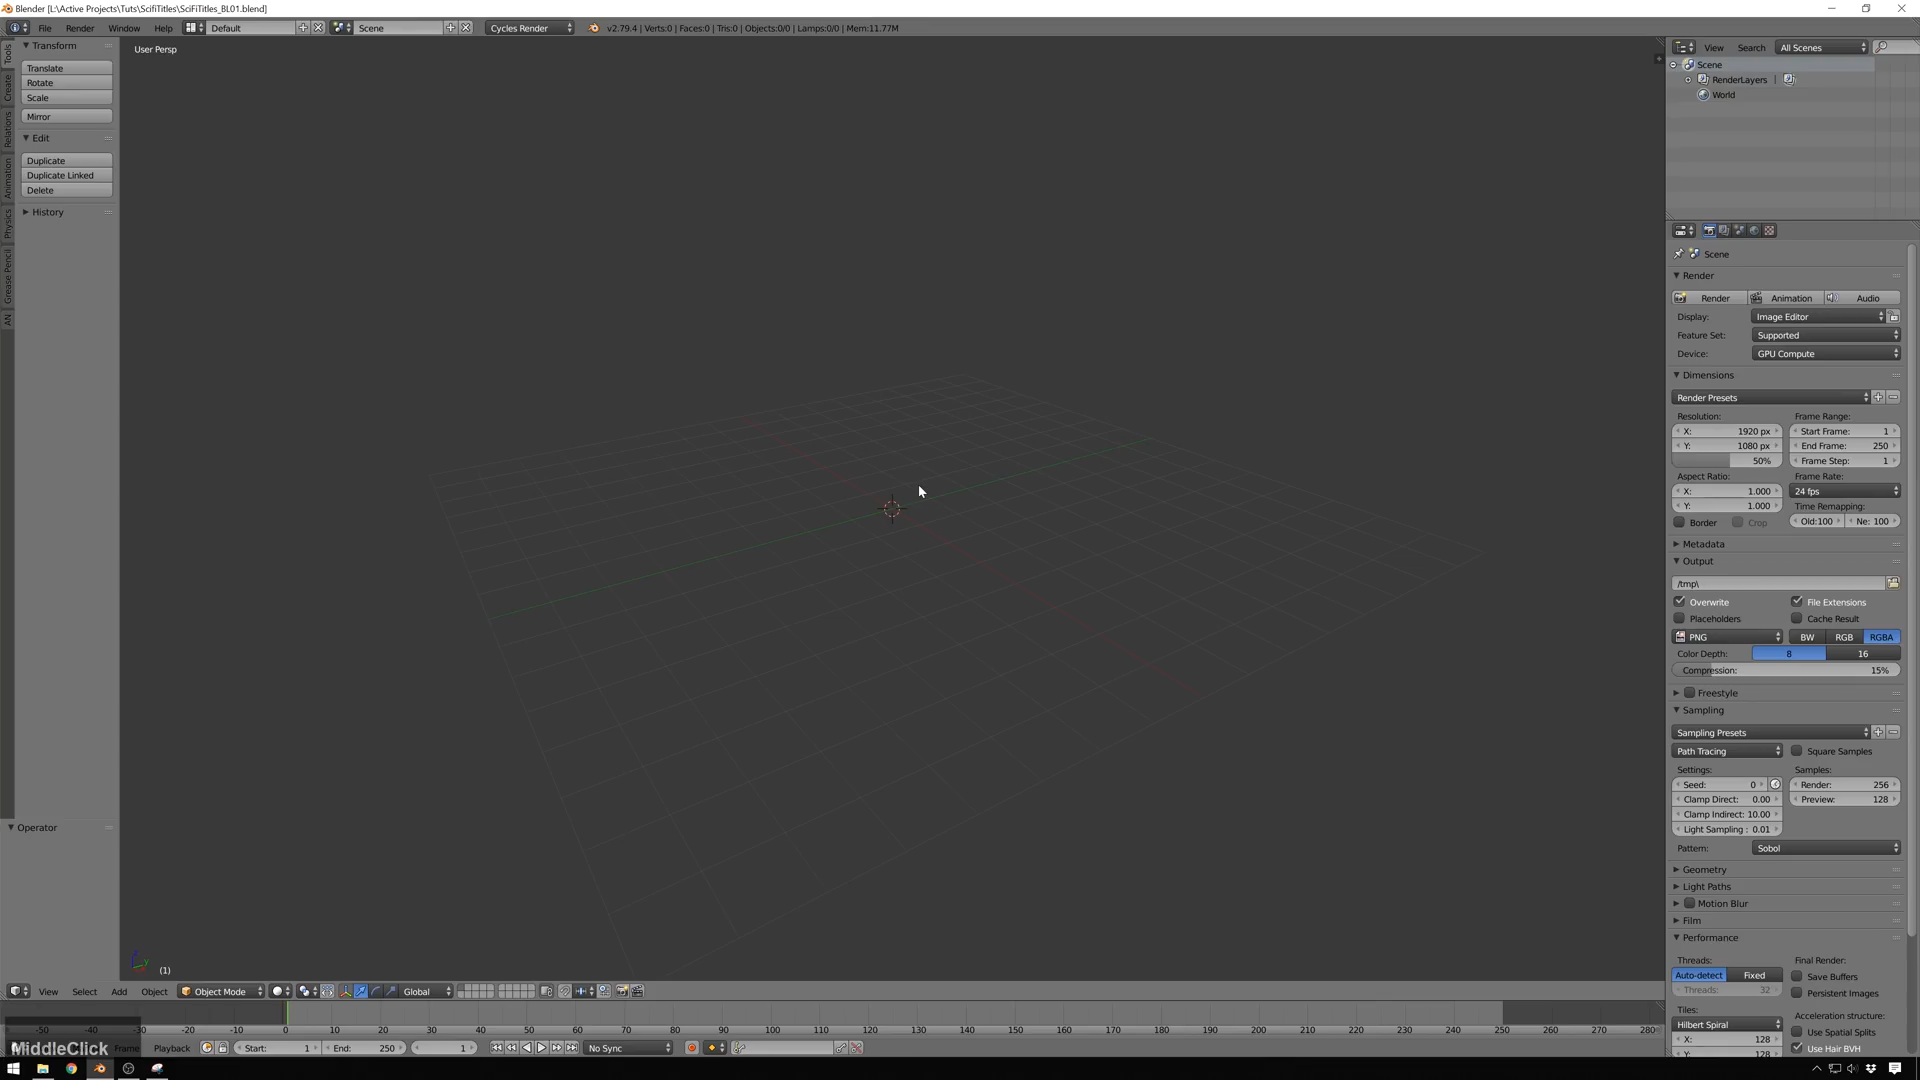 Blender [L:\Active Projects\Tuts\ScifiTitles\SciFiTitles_BL01.blend]
File Render Window Help Default Scene Cycles Render v2.79.4 | Verts:0 | Faces:0 | Tris:0 | Objects:0/0 | Lamps:0/0 | Mem:11.77M
Tools
Create
Relations
Animation
Physics
Grease Pencil
AN
Transform
Translate
Rotate
Scale
Mirror
Edit
Duplicate
Duplicate Linked
Delete
History
Operator
User Persp
(1)
View Select Add Object Object Mode Global
-50 -40 -30 -20 -10 0 10 20 30 40 50 60 70 80 90 100 110 120 130 140 150 160 170 180 190 200 210 220 230 240 250 260 270 280
MiddleClick Frame Playback Start: 1 End: 250 1 No Sync
View Search All Scenes
Scene
RenderLayers |
World
Scene
Render
Render Animation Audio
Display: Image Editor
Feature Set: Supported
Device: GPU Compute
Dimensions
Render Presets
Resolution: Frame Range:
X: 1920 px Start Frame: 1
Y: 1080 px End Frame: 250
50% Frame Step: 1
Aspect Ratio: Frame Rate:
X: 1.000 24 fps
Y: 1.000 Time Remapping:
Border Crop Old:100 Ne: 100
Metadata
Output
/tmp\
Overwrite File Extensions
Placeholders Cache Result
PNG BW RGB RGBA
Color Depth: 8 16
Compression: 15%
Freestyle
Sampling
Sampling Presets
Path Tracing Square Samples
Settings: Samples:
Seed: 0 Render: 256
Clamp Direct: 0.00 Preview: 128
Clamp Indirect: 10.00
Light Sampling : 0.01
Pattern: Sobol
Geometry
Light Paths
Motion Blur
Film
Performance
Threads: Final Render:
Auto-detect Fixed Save Buffers
Threads: 32 Persistent Images
Tiles: Acceleration structure:
Hilbert Spiral Use Spatial Splits
X: 128 Use Hair BVH
Y: 128